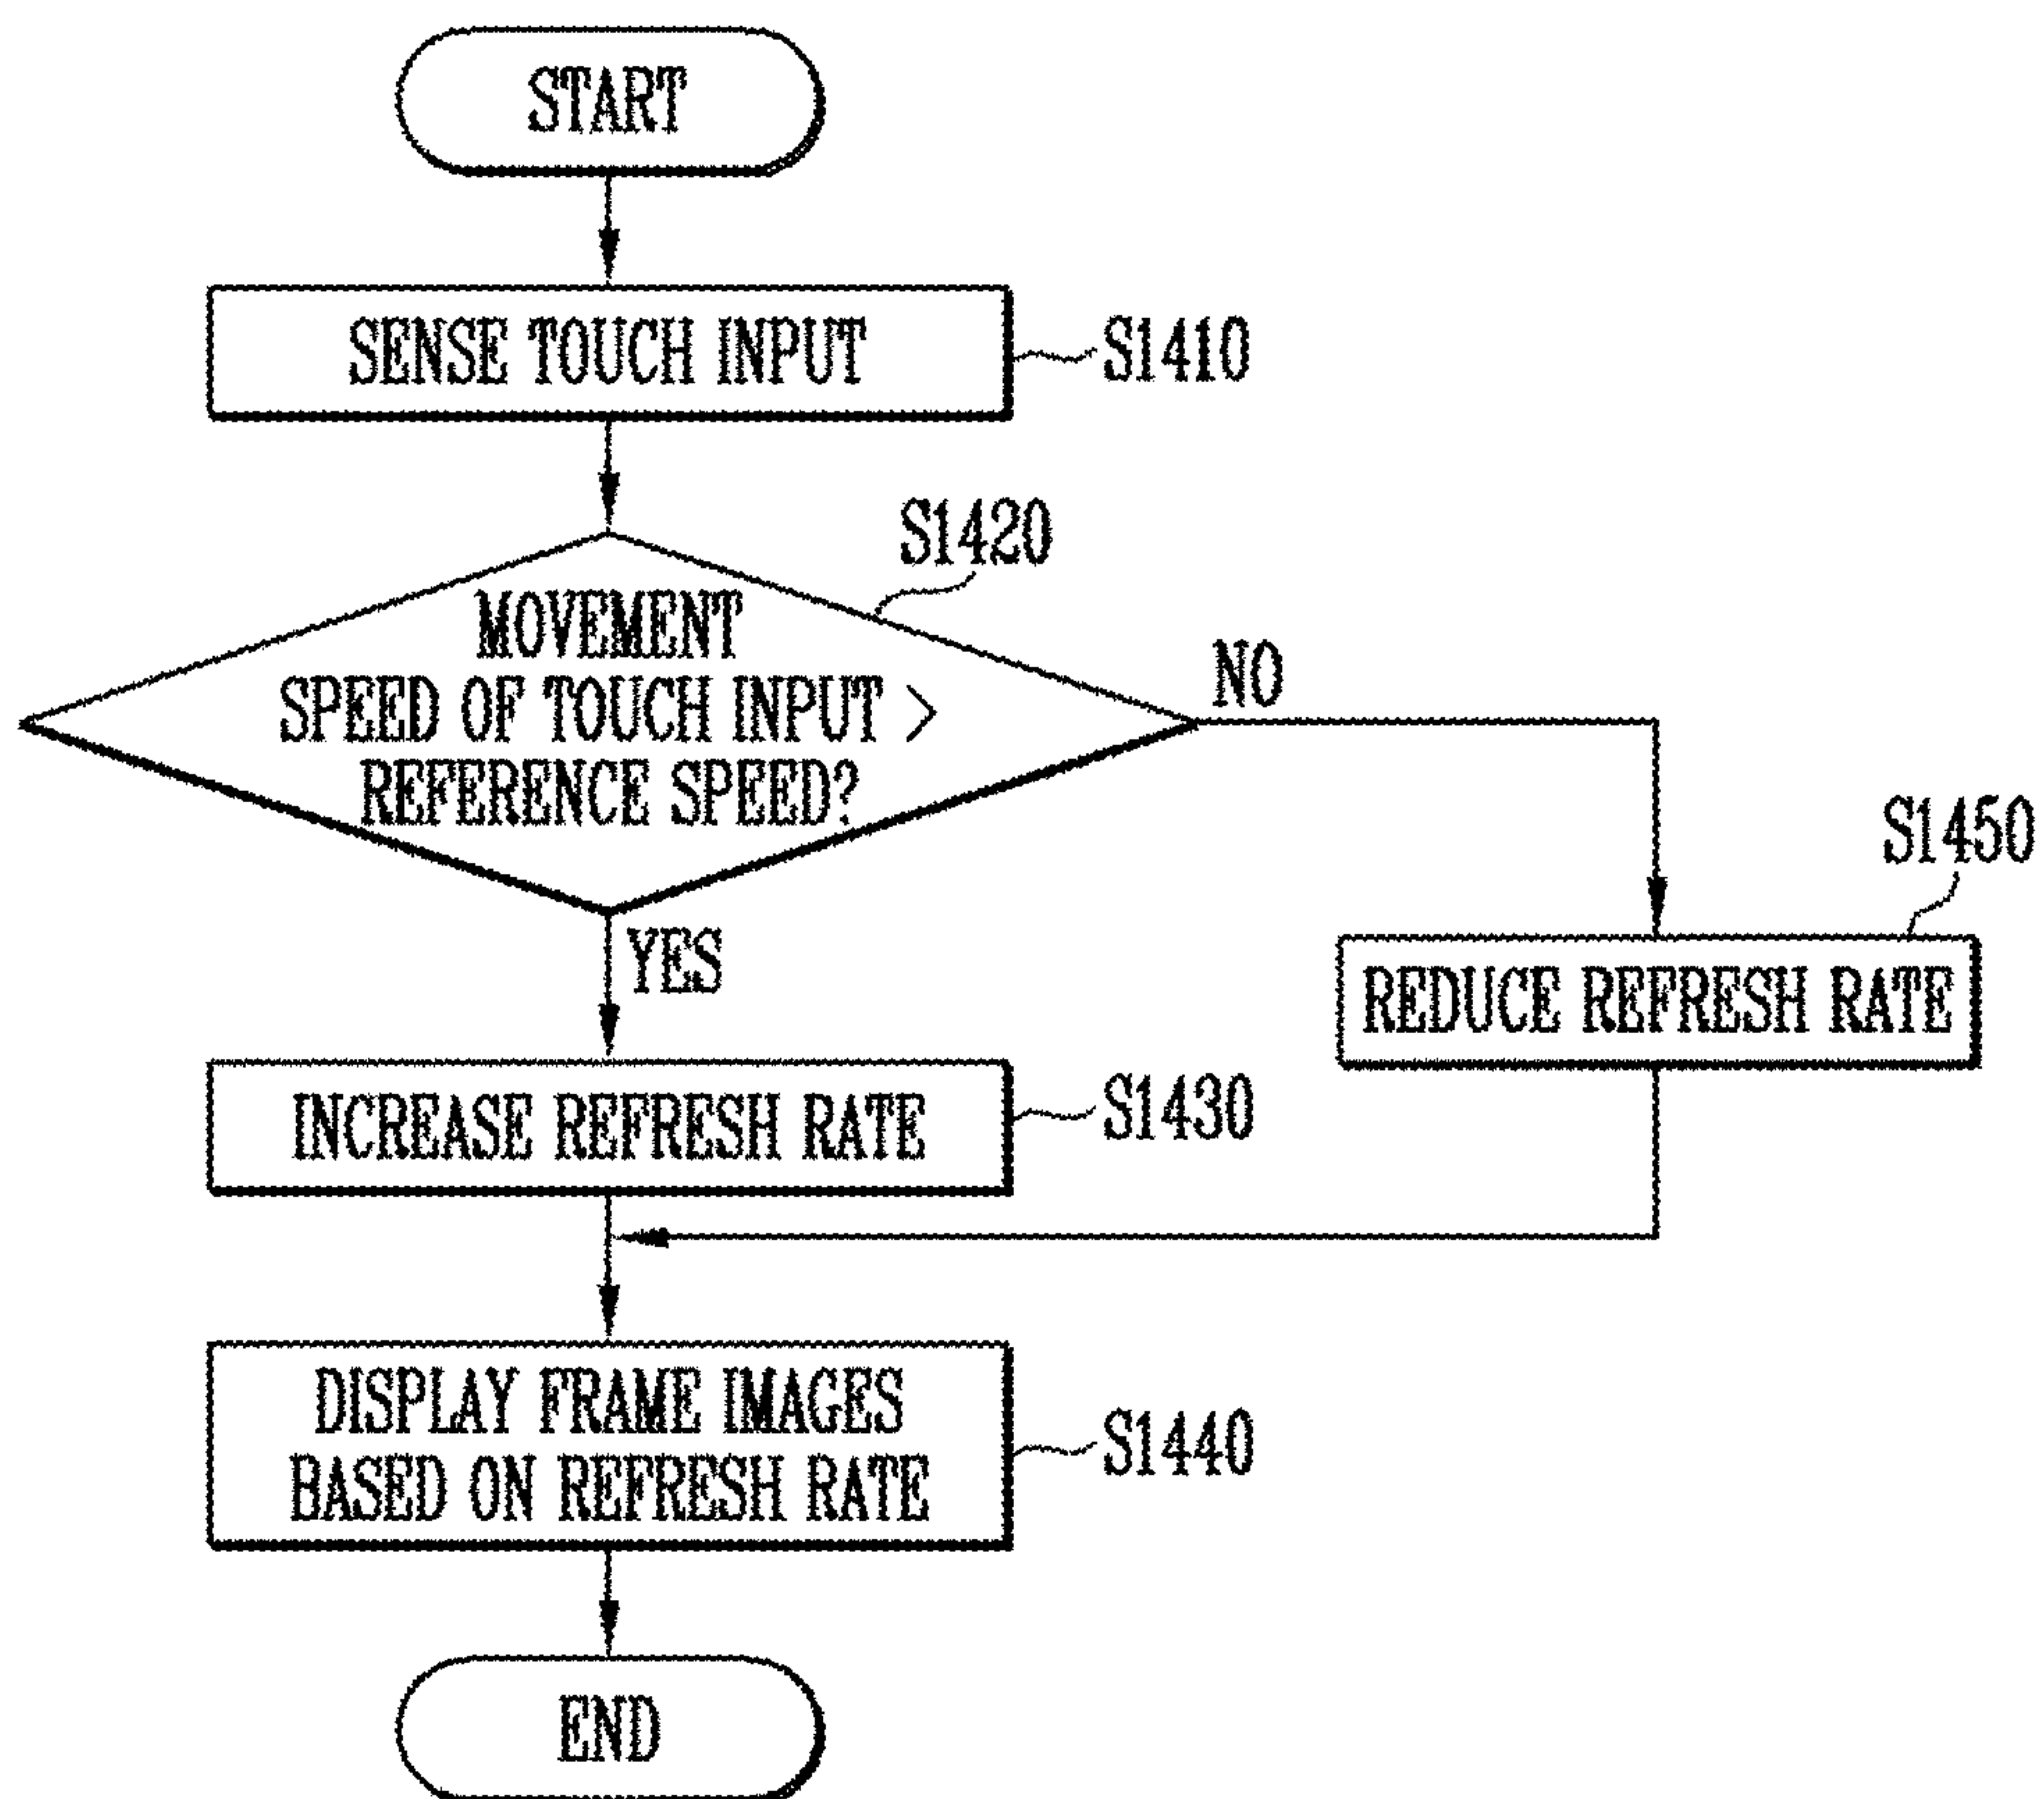 START
SENSE TOUCH INPUT
S1410
S1420
MOVEMENT
SPEED OF TOUCH INPUT >
REFERENCE SPEED?
NO
YES
S1450
REDUCE REFRESH RATE
INCREASE REFRESH RATE
S1430
DISPLAY FRAME IMAGES
BASED ON REFRESH RATE
S1440
END